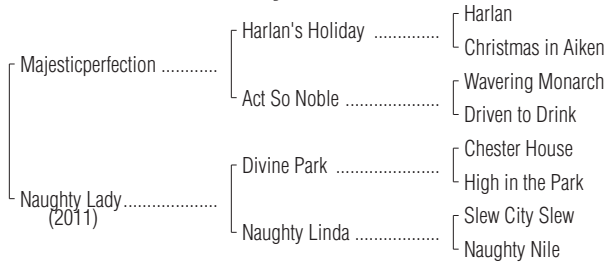 Harlan
Harlan's Holiday ..............
Christmas in Aiken
Majesticperfection ............
Wavering Monarch
Act So Noble ....................
Driven to Drink
Chester House
Divine Park ......................
High in the Park
Naughty Lady....................
(2011)
Slew City Slew
Naughty Linda ..................
Naughty Nile